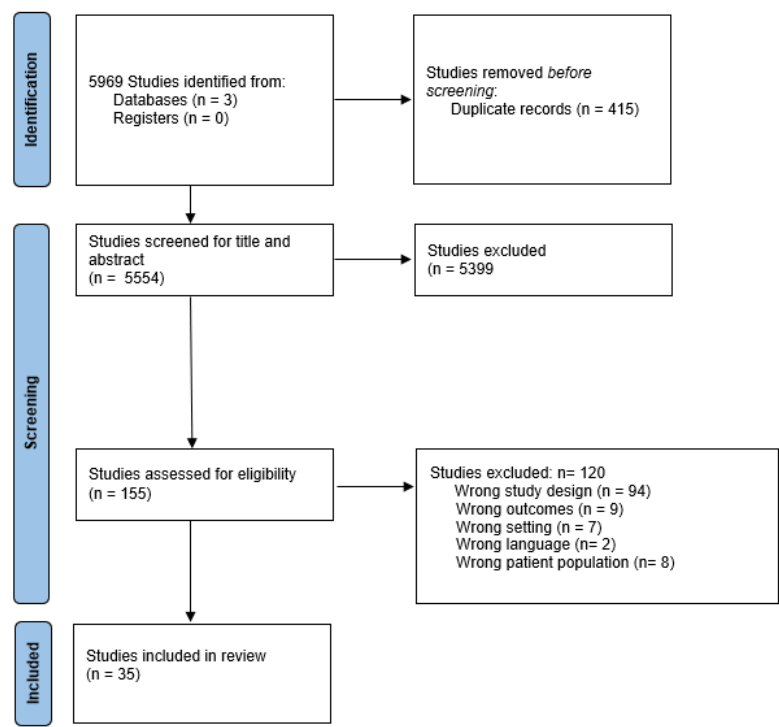 Identification
5969 Studies identified from:
Databases (n = 3)
Registers (n = 0)
Studies removed before
screening:
Duplicate records (n = 415)
Screening
Studies screened for title and
abstract
(n = 5554)
Studies excluded
(n = 5399
Studies assessed for eligibility
(n = 155)
Studies excluded: n= 120
Wrong study design (n = 94)
Wrong outcomes (n = 9)
Wrong setting (n = 7)
Wrong language (n= 2)
Wrong patient population (n= 8)
Included
Studies included in review
(n = 35)